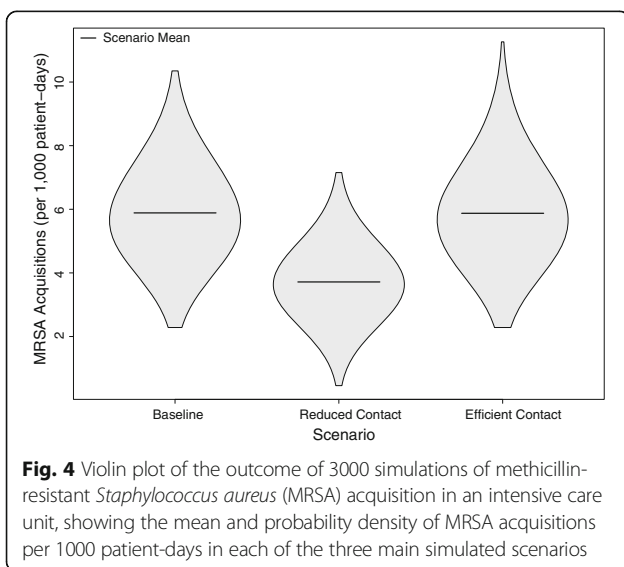 — Scenario Mean
MRSA Acquisitions (per 1,000 patient–days)
10
8
6
4
2
Baseline
Reduced Contact
Efficient Contact
Scenario
Fig. 4 Violin plot of the outcome of 3000 simulations of methicillin-
resistant Staphylococcus aureus (MRSA) acquisition in an intensive care
unit, showing the mean and probability density of MRSA acquisitions
per 1000 patient-days in each of the three main simulated scenarios